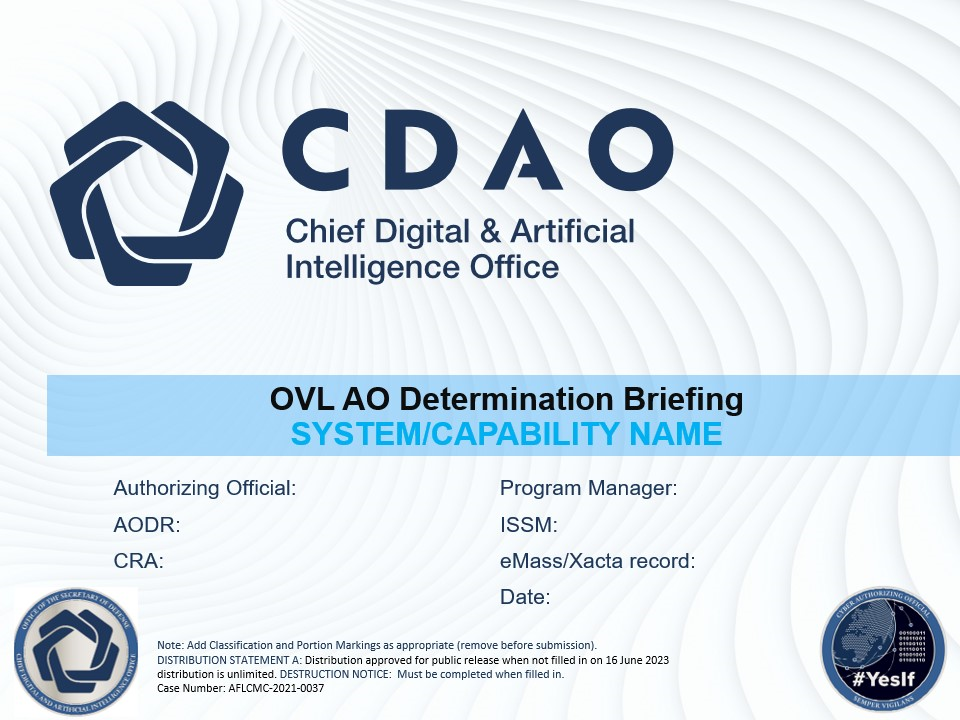 CDAO
Chief Digital & Artificial
Intelligence Office
OVL AO Determination Briefing
SYSTEM/CAPABILITY NAME
Authorizing Official:
AODR:
CRA:
Program Manager:
ISSM:
eMass/Xacta record:
Date:
OFFICE OF THE SECRETARY OF DEFENSE
CHIEF DIGITAL AND ARTIFICIAL INTELLIGENCE OFFICE
Note: Add Classification and Portion Markings as appropriate (remove before submission).
DISTRIBUTION STATEMENT A: Distribution approved for public release when not filled in on 16 June 2023
distribution is unlimited. DESTRUCTION NOTICE:  Must be completed when filled in.
Case Number: AFLCMC-2021-0037
CYBER AUTHORIZING OFFICIAL
#YesIf
SEMPER VIGILANS